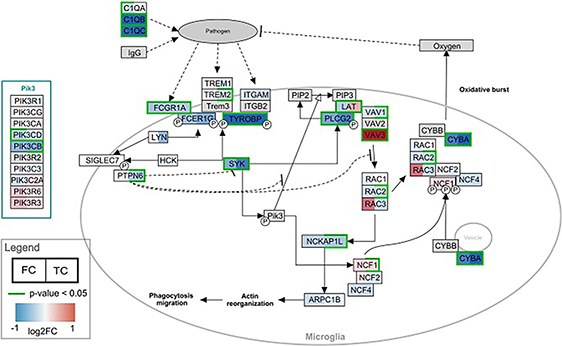 C1QA
C1QB
C1QC
IgG
Pathogen
Oxygen
Oxidative burst
Pik3
PIK3R1
PIK3CG
PIK3CA
PIK3CD
PIK3CB
PIK3R2
PIK3C3
PIK3C2A
PIK3R6
PIK3R3
TREM1
TREM2
Trem3
ITGAM
ITGB2
FCGR1A
FCER1G
TYROBP
P
P
P
PIP2
PIP3
LAT
PLCG2
P
VAV1
VAV2
VAV3
LYN
P
SIGLEC7
P
HCK
PTPN6
SYK
RAC1
RAC2
RAC3
CYBB
CYBA
RAC1
RAC2
RAC3
NCF2
NCF1
NCF4
P
P
P
P
Pik3
NCKAP1L
NCF1
NCF2
NCF4
CYBB
Vesicle
CYBA
ARPC1B
Actin
reorganization
Phagocytosis
migration
Microglia
Legend
FC
TC
p-value < 0.05
-1
log2FC
1